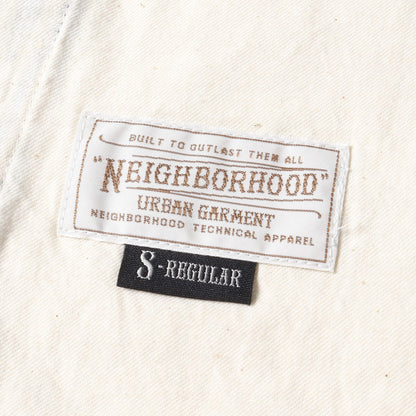 BUILT TO OUTLAST THEM ALL
"NEIGHBORHOOD"
URBAN GARMENT
NEIGHBORHOOD TECHNICAL APPAREL
S-REGULAR